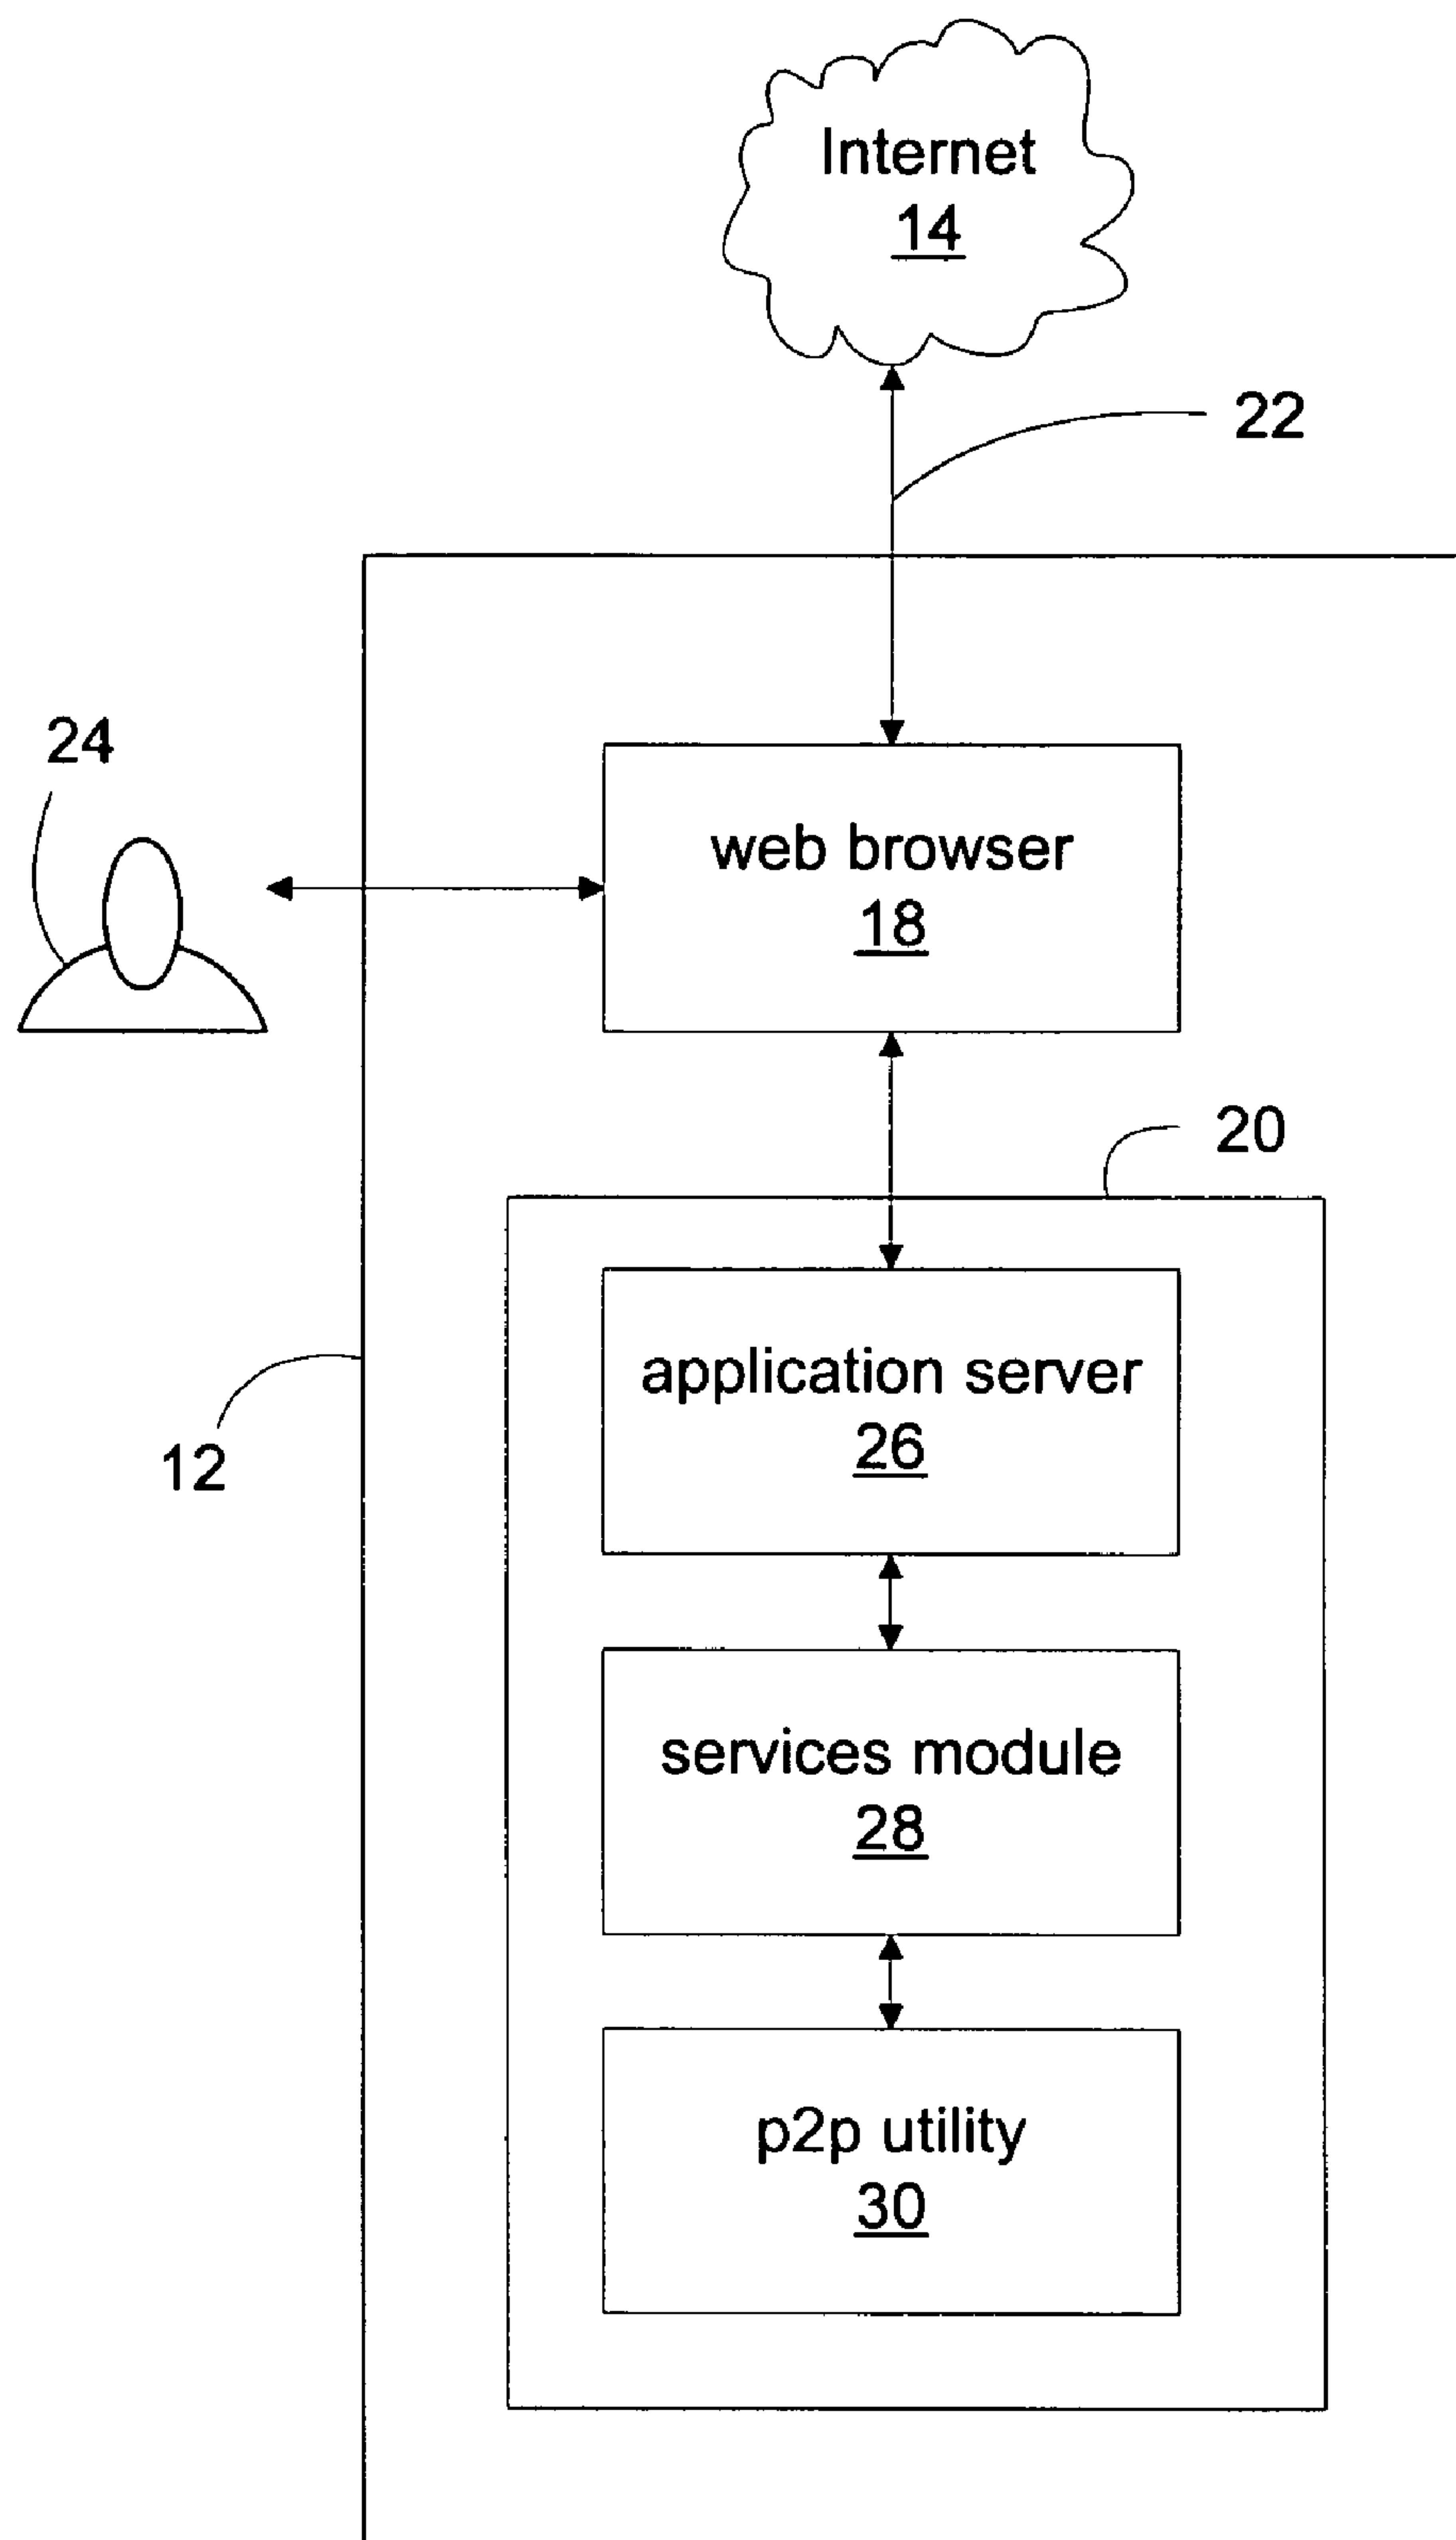 Internet
14
22
24
web browser
18
20
application server
26
12
services module
28
p2p utility
30